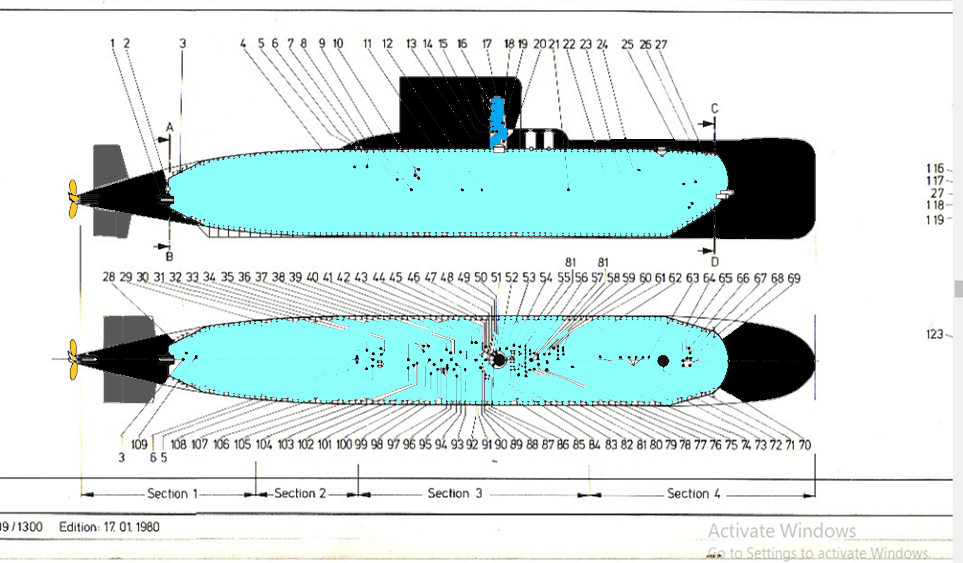 1 2 3 4 5 6 7 8 9 10 11 12 13 14 15 16 17 18 19 20 21 22 23 24 25 26 27
A
C
116
117
27
118
119
B
D
81 81
28 29 30 31 32 33 34 35 36 37 38 39 40 41 42 43 44 45 46 47 48 49 50 51 52 53 54 55 56 57 58 59 60 61 62 63 64 65 66 67 68 69
123
109 108 107 106 105 104 103 102 101 100 99 98 97 96 95 94 93 92 91 90 89 88 87 86 85 84 83 82 81 80 79 78 77 76 75 74 73 72 71 70
3 6 5
Section 1 Section 2 Section 3 Section 4
09/1300 Edition: 17. 01. 1980
Activate Windows
Go to Settings to activate Windows.